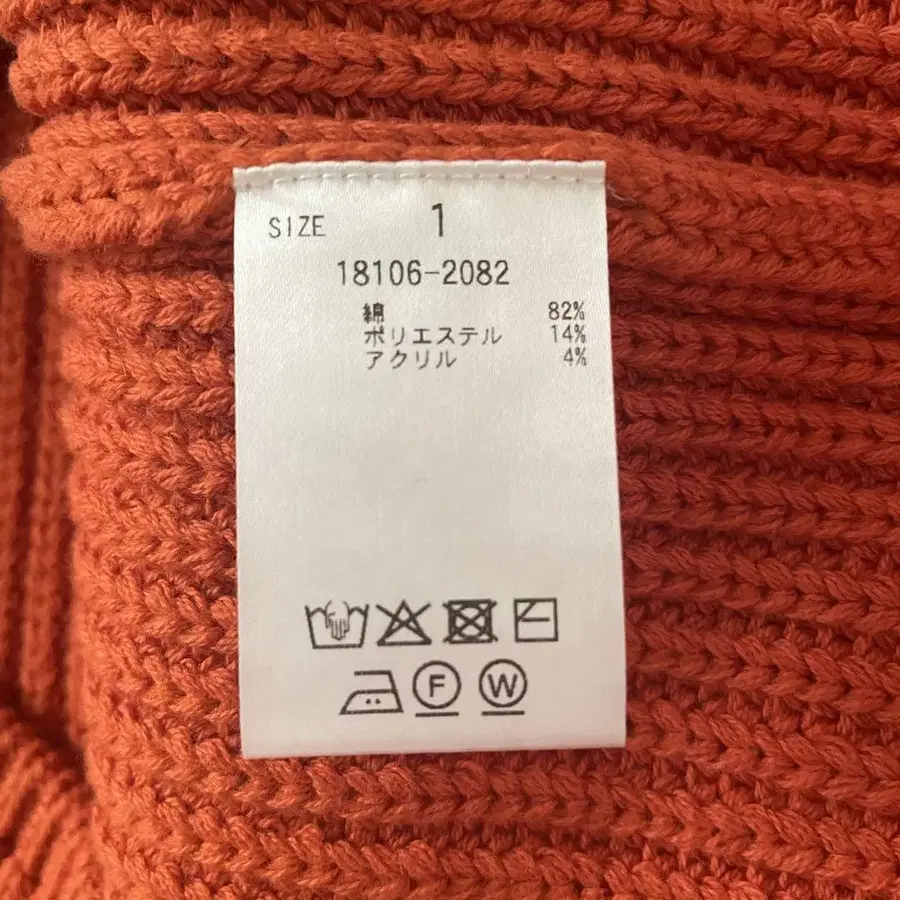 SIZE 1
18106-2082
綿 82%
ポリエステル 14%
アクリル 4%
F W